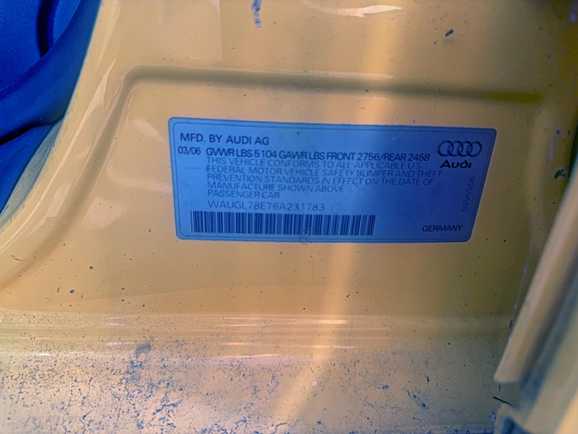 MFD. BY AUDI AG
03/06 GVWR LBS 5104 GAWR LBS FRONT 2756/REAR 2458
THIS VEHICLE CONFORMS TO ALL APPLICABLE U.S.
FEDERAL MOTOR VEHICLE SAFETY BUMPER AND THEFT
PREVENTION STANDARDS IN EFFECT ON THE DATE OF
MANUFACTURE SHOWN ABOVE
PASSENGER CAR
WAUGL78E76A231783
Audi
GERMANY